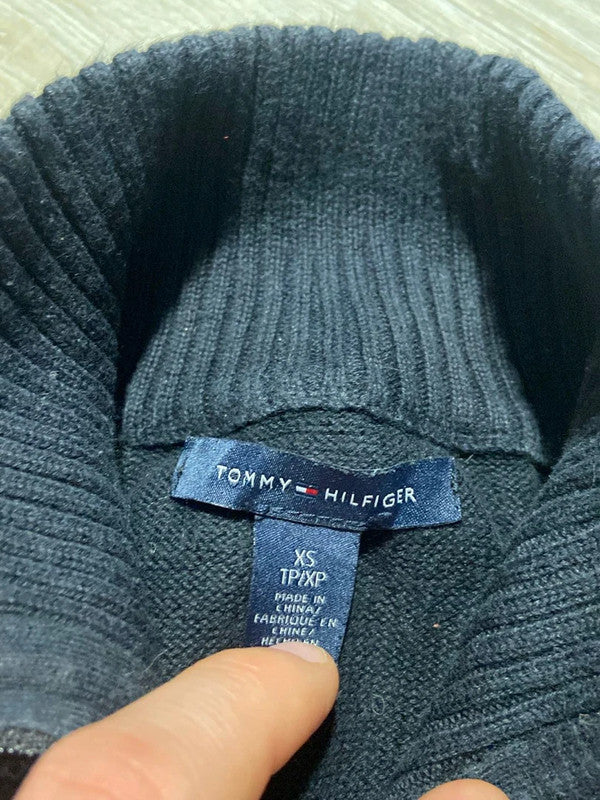 TOMMY HILFIGER
XS
TP/XP
MADE IN
CHINA/
FABRIQUE EN
CHINE/